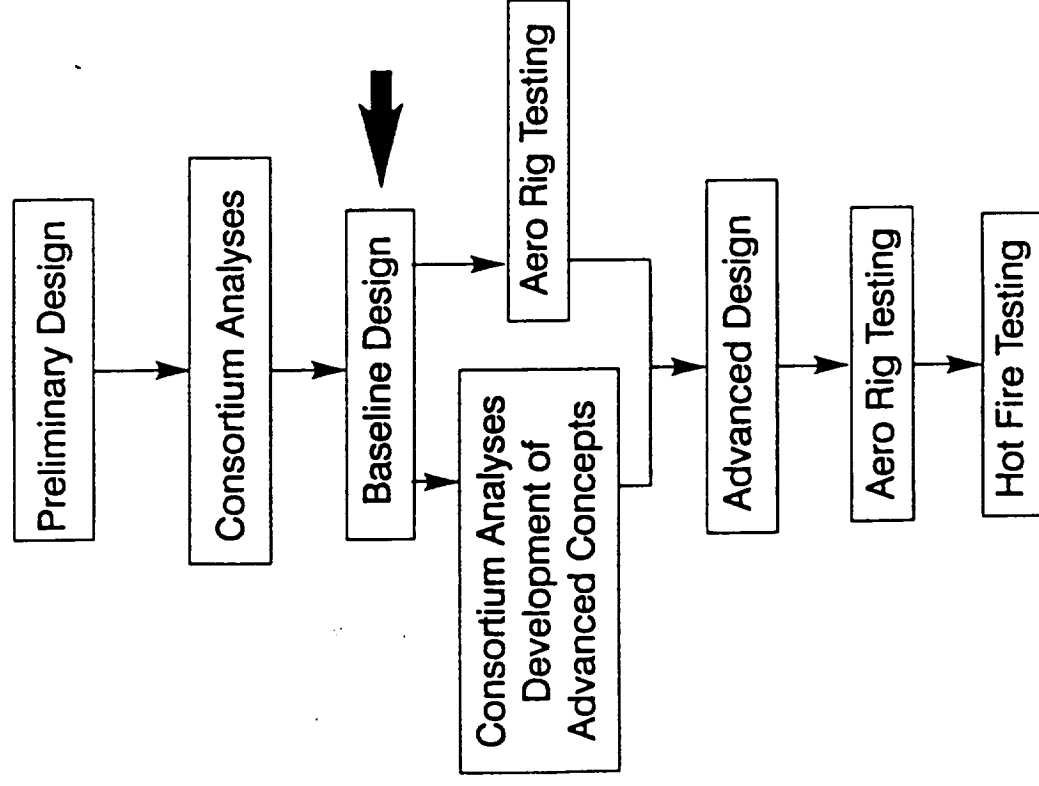 Preliminary Design
Consortium Analyses
Baseline Design
Consortium Analyses
Development of
Advanced Concepts
Aero Rig Testing
Advanced Design
Aero Rig Testing
Hot Fire Testing